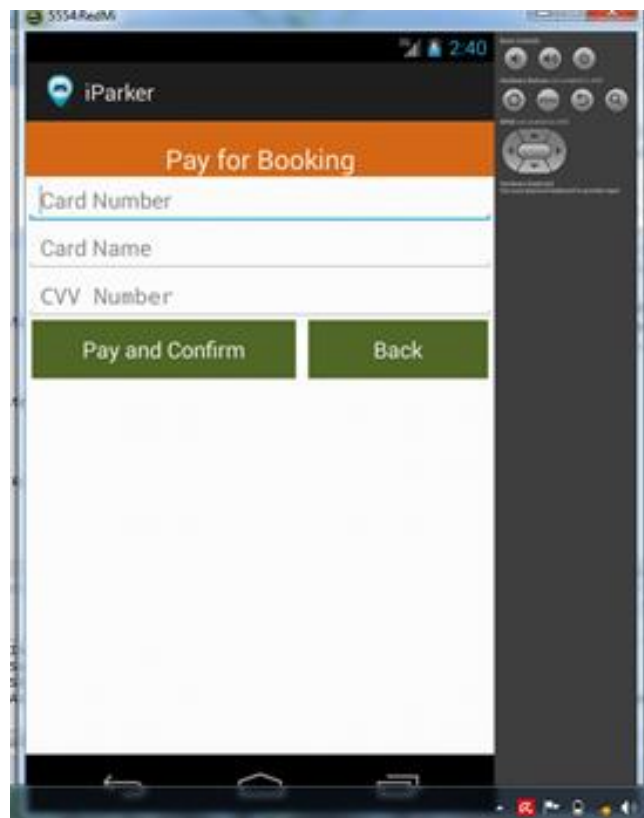 5554:RedMi
2:40
iParker
Pay for Booking
Card Number
Card Name
CVV Number
Pay and Confirm
Back